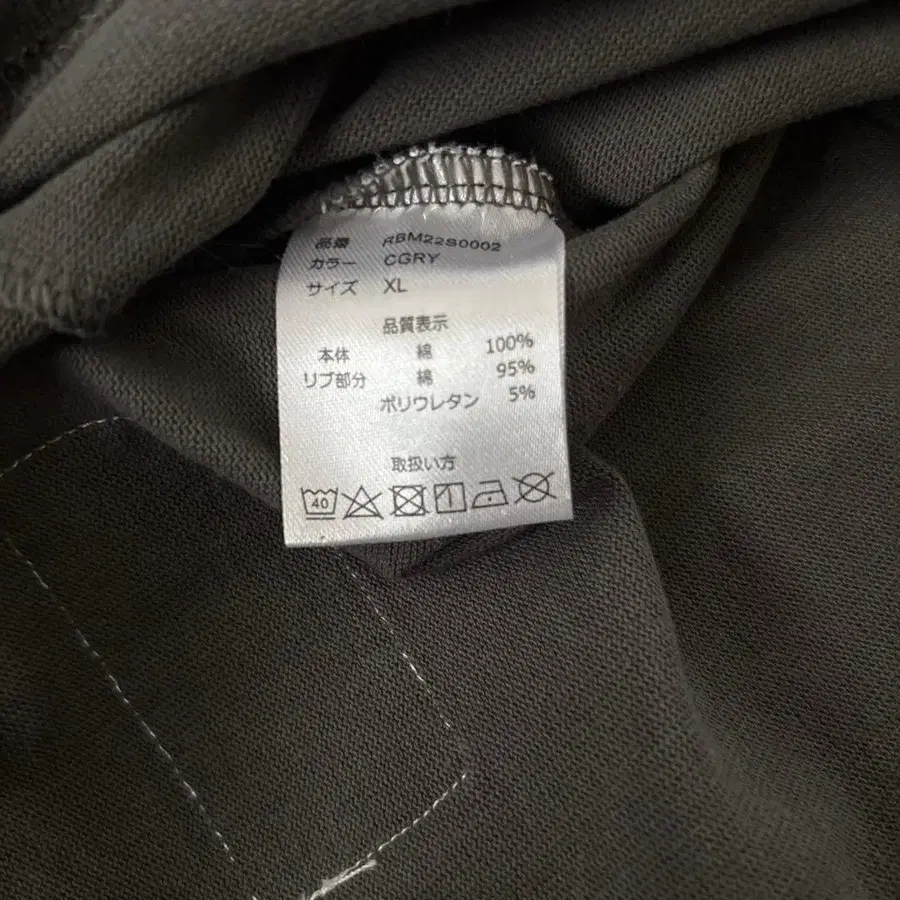 品番 RBM22S0002
カラー CGRY
サイズ XL
品質表示
本体 綿 100%
リブ部分 綿 95%
ポリウレタン 5%
取扱い方
40